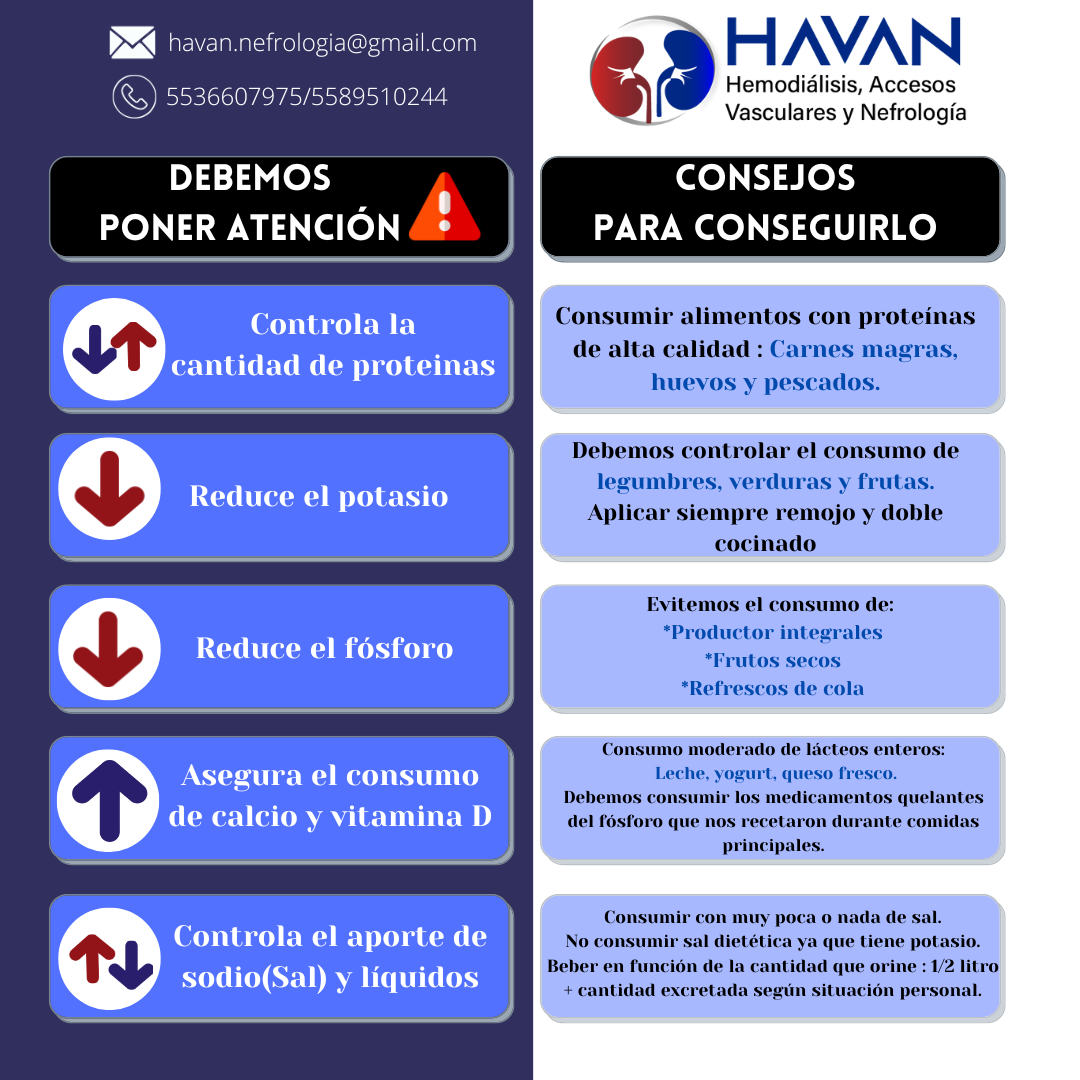 havan.nefrologia@gmail.com
5536607975/5589510244
HAVAN
Hemodiálisis, Accesos
Vasculares y Nefrología
DEBEMOS
PONER ATENCIÓN
CONSEJOS
PARA CONSEGUIRLO
Controla la
cantidad de proteinas
Consumir alimentos con proteínas
de alta calidad : Carnes magras,
huevos y pescados.
Reduce el potasio
Debemos controlar el consumo de
legumbres, verduras y frutas.
Aplicar siempre remojo y doble
cocinado
Reduce el fósforo
Evitemos el consumo de:
*Productor integrales
*Frutos secos
*Refrescos de cola
Asegura el consumo
de calcio y vitamina D
Consumo moderado de lácteos enteros:
Leche, yogurt, queso fresco.
Debemos consumir los medicamentos quelantes
del fósforo que nos recetaron durante comidas
principales.
Controla el aporte de
sodio(Sal) y líquidos
Consumir con muy poca o nada de sal.
No consumir sal dietética ya que tiene potasio.
Beber en función de la cantidad que orine : 1/2 litro
+ cantidad excretada según situación personal.